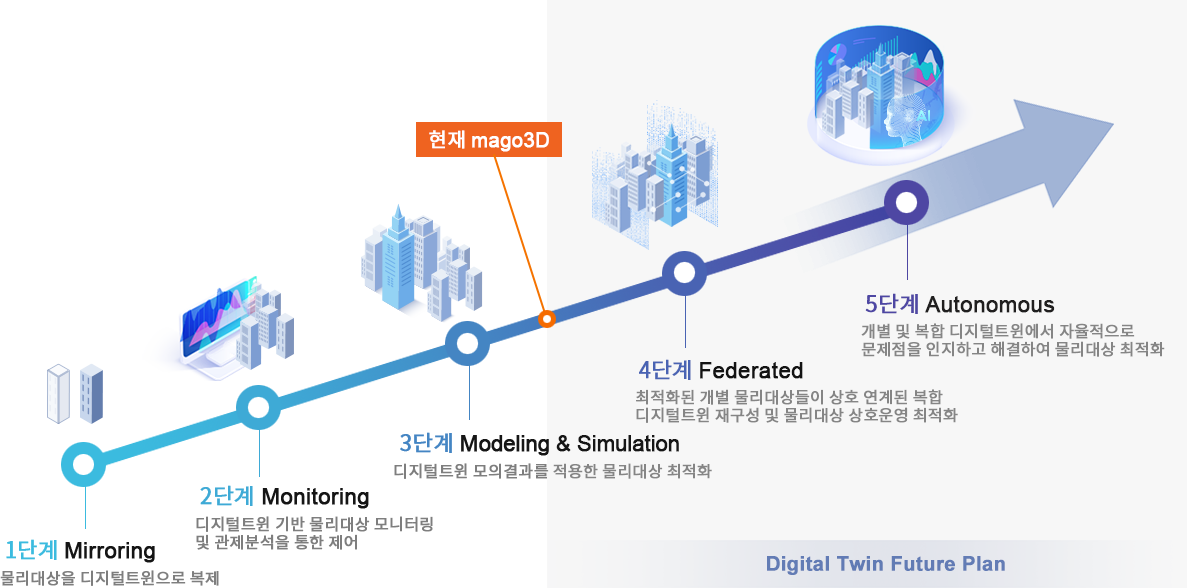 현재 mago3D
AI
5단계 Autonomous
개별 및 복합 디지털트윈에서 자율적으로
문제점을 인지하고 해결하여 물리대상 최적화
4단계 Federated
최적화된 개별 물리대상들이 상호 연계된 복합
디지털트윈 재구성 및 물리대상 상호운영 최적화
3단계 Modeling & Simulation
디지털트윈 모의결과를 적용한 물리대상 최적화
2단계 Monitoring
디지털트윈 기반 물리대상 모니터링
및 관제분석을 통한 제어
1단계 Mirroring
물리대상을 디지털트윈으로 복제
Digital Twin Future Plan